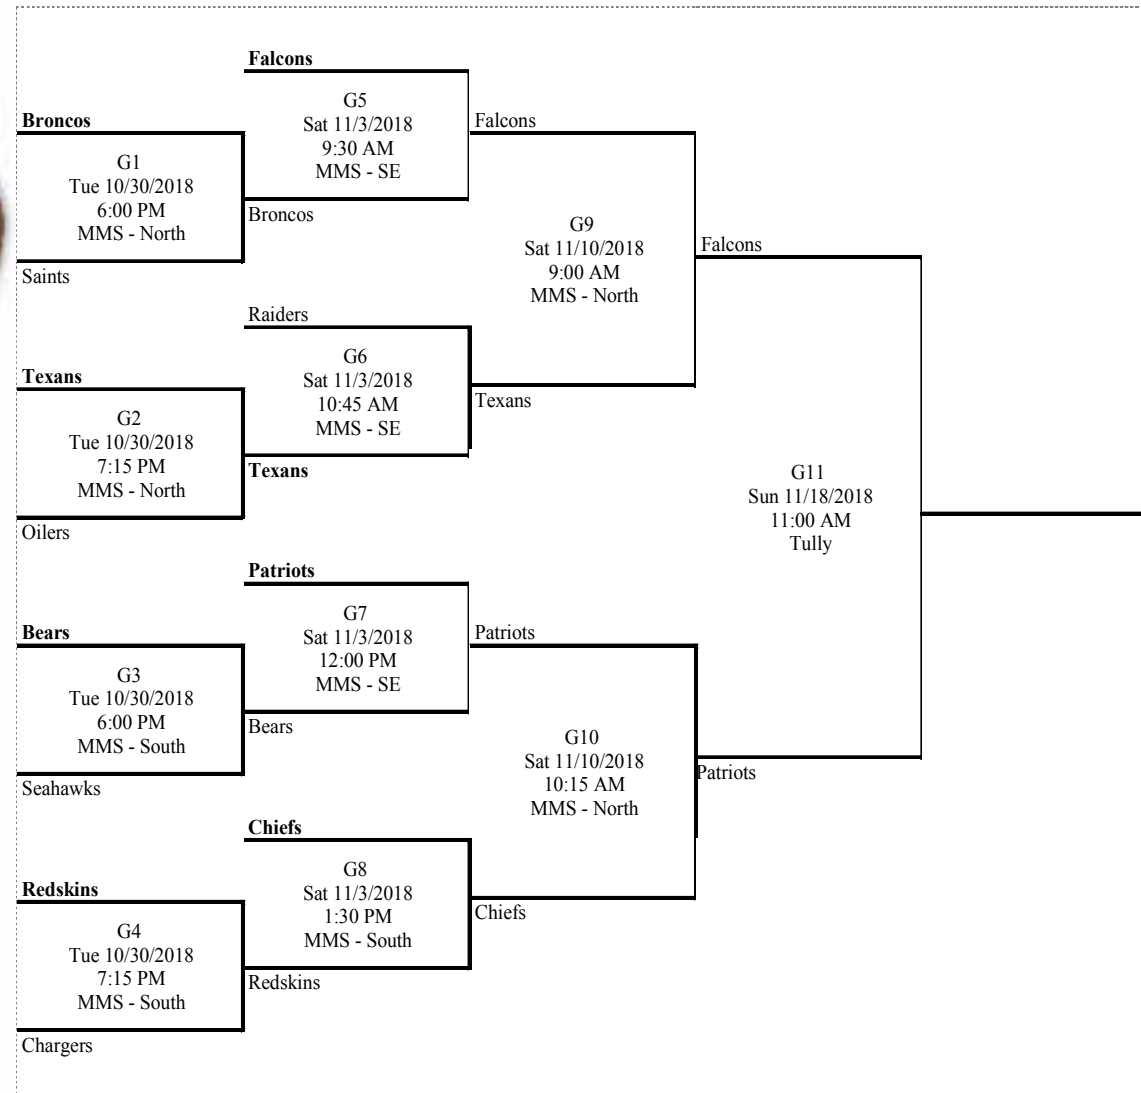 Falcons
G5
Sat 11/3/2018
9:30 AM
MMS - SE
Broncos
Broncos
G1
Tue 10/30/2018
6:00 PM
MMS - North
Saints
Raiders
G6
Sat 11/3/2018
10:45 AM
MMS - SE
Texans
Texans
G2
Tue 10/30/2018
7:15 PM
MMS - North
Oilers
Patriots
G7
Sat 11/3/2018
12:00 PM
MMS - SE
Bears
Bears
G3
Tue 10/30/2018
6:00 PM
MMS - South
Seahawks
Chiefs
G8
Sat 11/3/2018
1:30 PM
MMS - South
Redskins
Redskins
G4
Tue 10/30/2018
7:15 PM
MMS - South
Chargers
Falcons
G9
Sat 11/10/2018
9:00 AM
MMS - North
Texans
Patriots
G10
Sat 11/10/2018
10:15 AM
MMS - North
Chiefs
Falcons
G11
Sun 11/18/2018
11:00 AM
Tully
Patriots